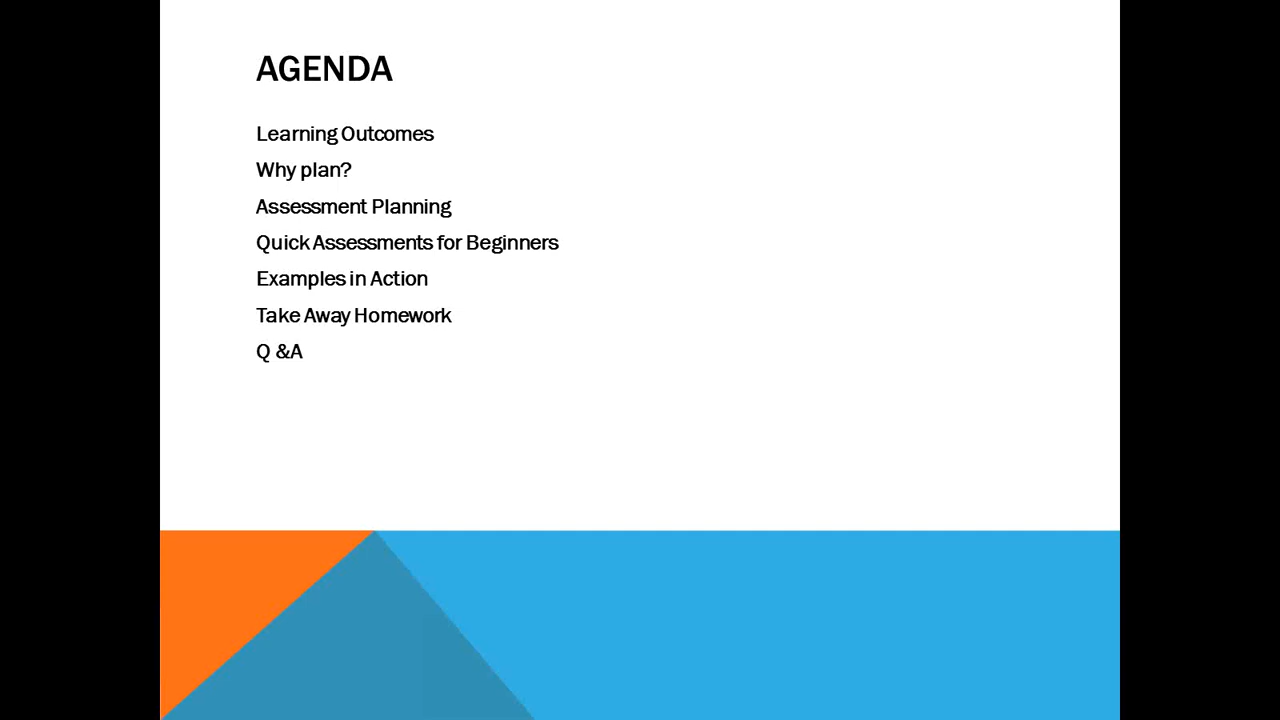 AGENDA
Learning Outcomes
Why plan?
Assessment Planning
Quick Assessments for Beginners
Examples in Action
Take Away Homework
Q &A